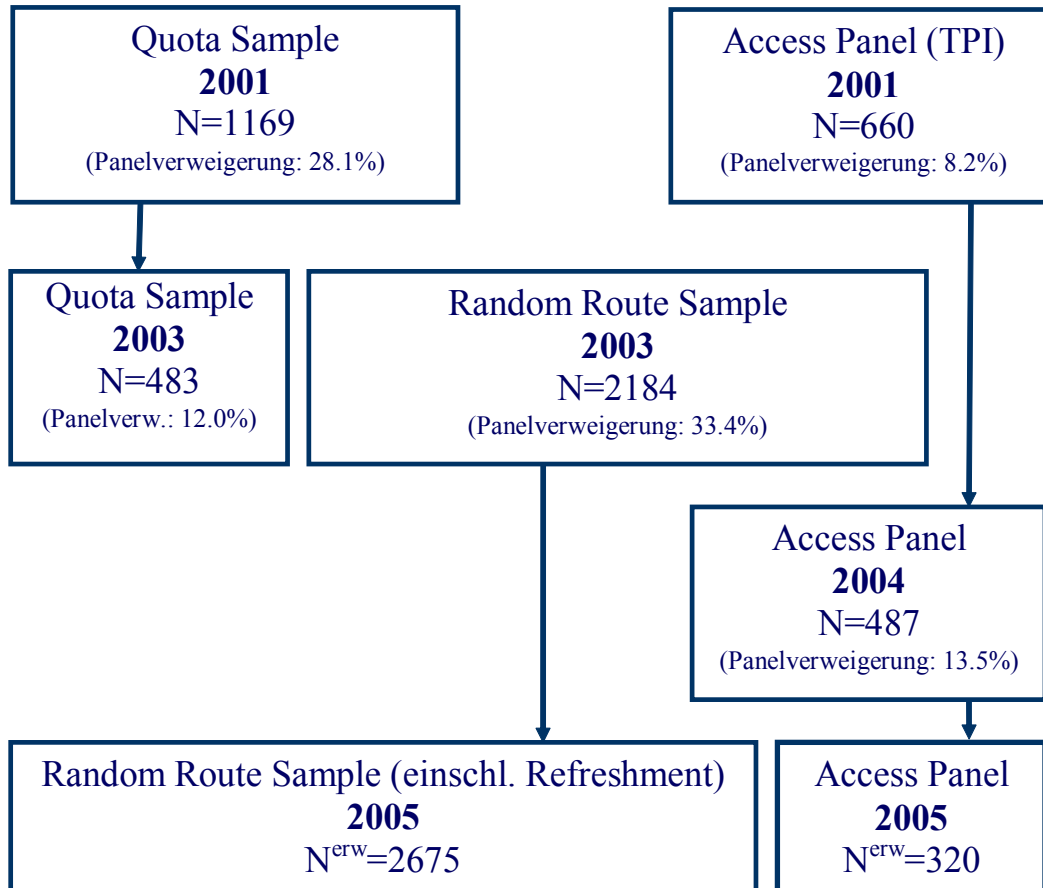 Quota Sample
2001
N=1169
(Panelverweigerung: 28.1%)
Access Panel (TPI)
2001
N=660
(Panelverweigerung: 8.2%)
Quota Sample
2003
N=483
(Panelverw.: 12.0%)
Random Route Sample
2003
N=2184
(Panelverweigerung: 33.4%)
Access Panel
2004
N=487
(Panelverweigerung: 13.5%)
Random Route Sample (einschl. Refreshment)
2005
N^erw=2675
Access Panel
2005
N^erw=320